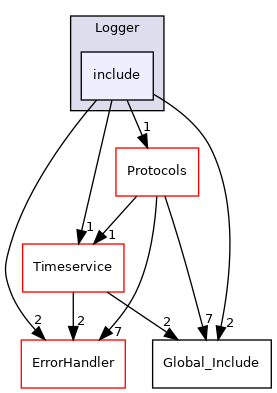 Logger
include
1
Protocols
1
1
Timeservice
2
2
7
2
7
2
ErrorHandler
Global_Include